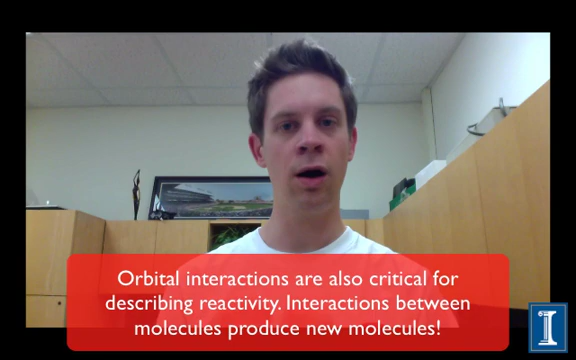 Orbital interactions are also critical for
describing reactivity. Interactions between
molecules produce new molecules!
I